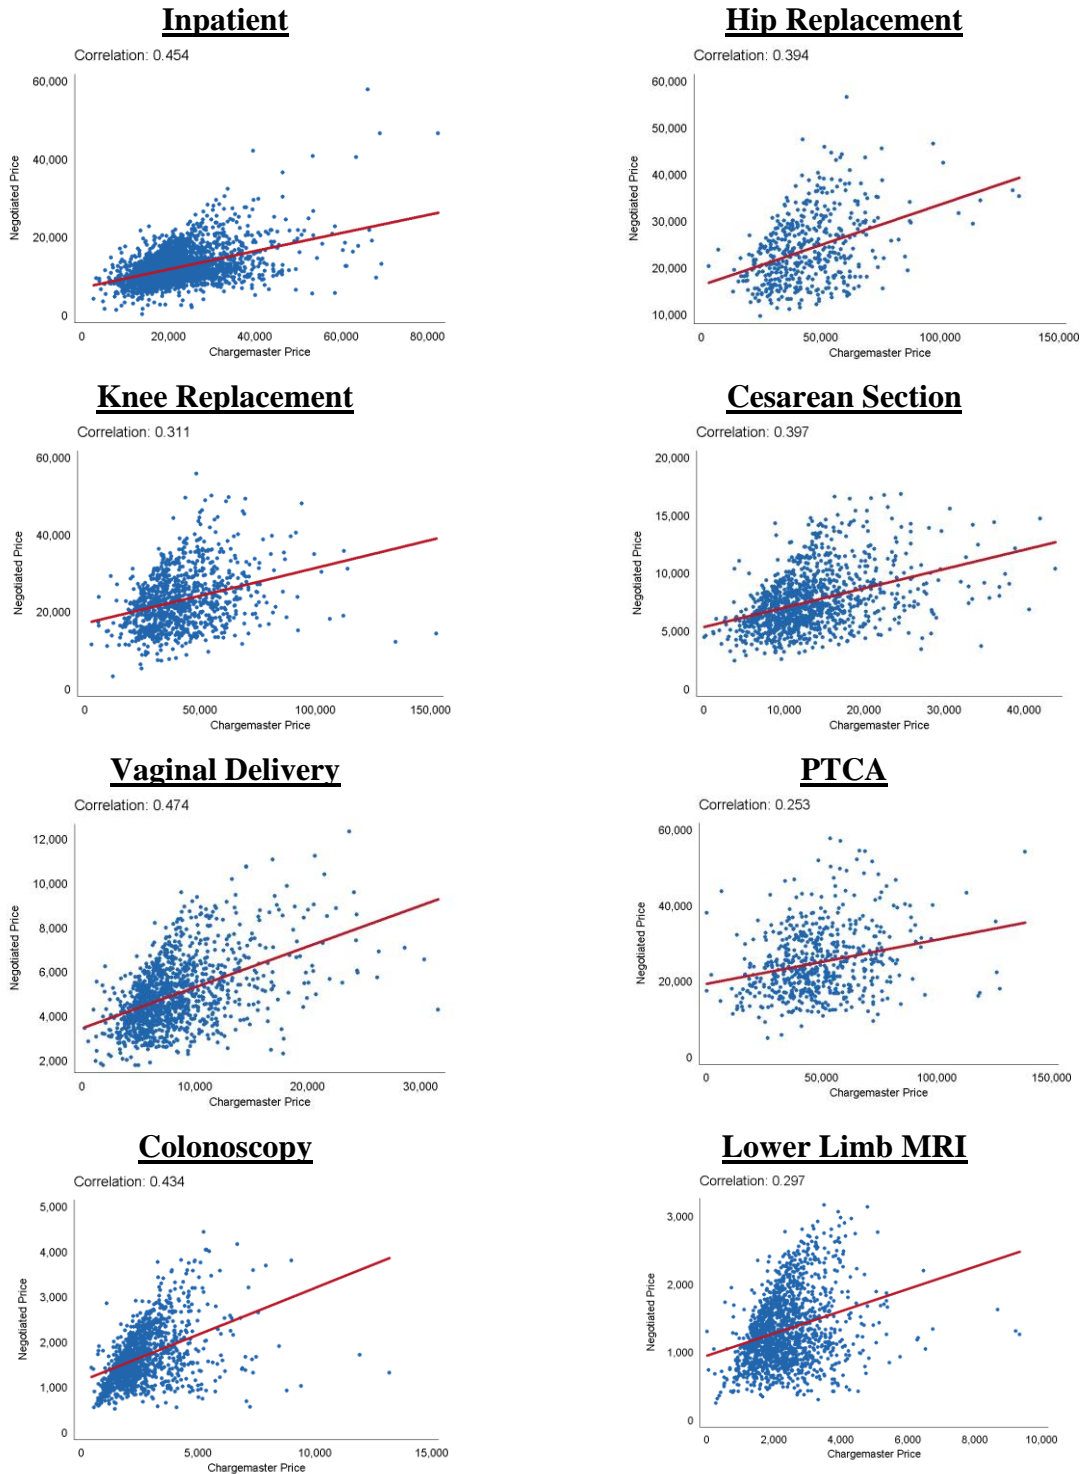 Inpatient
Correlation: 0.454
60,000
40,000
20,000
0
Negotiated Price
0 20,000 40,000 60,000 80,000
Chargemaster Price
Hip Replacement
Correlation: 0.394
60,000
50,000
40,000
30,000
20,000
10,000
Negotiated Price
0 50,000 100,000 150,000
Chargemaster Price
Knee Replacement
Correlation: 0.311
60,000
40,000
20,000
0
Negotiated Price
0 50,000 100,000 150,000
Chargemaster Price
Cesarean Section
Correlation: 0.397
20,000
15,000
10,000
5,000
0
Negotiated Price
0 10,000 20,000 30,000 40,000
Chargemaster Price
Vaginal Delivery
Correlation: 0.474
12,000
10,000
8,000
6,000
4,000
2,000
Negotiated Price
0 10,000 20,000 30,000
Chargemaster Price
PTCA
Correlation: 0.253
60,000
40,000
20,000
0
Negotiated Price
0 50,000 100,000 150,000
Chargemaster Price
Colonoscopy
Correlation: 0.434
5,000
4,000
3,000
2,000
1,000
0
Negotiated Price
0 5,000 10,000 15,000
Chargemaster Price
Lower Limb MRI
Correlation: 0.297
3,000
2,000
1,000
0
Negotiated Price
0 2,000 4,000 6,000 8,000 10,000
Chargemaster Price